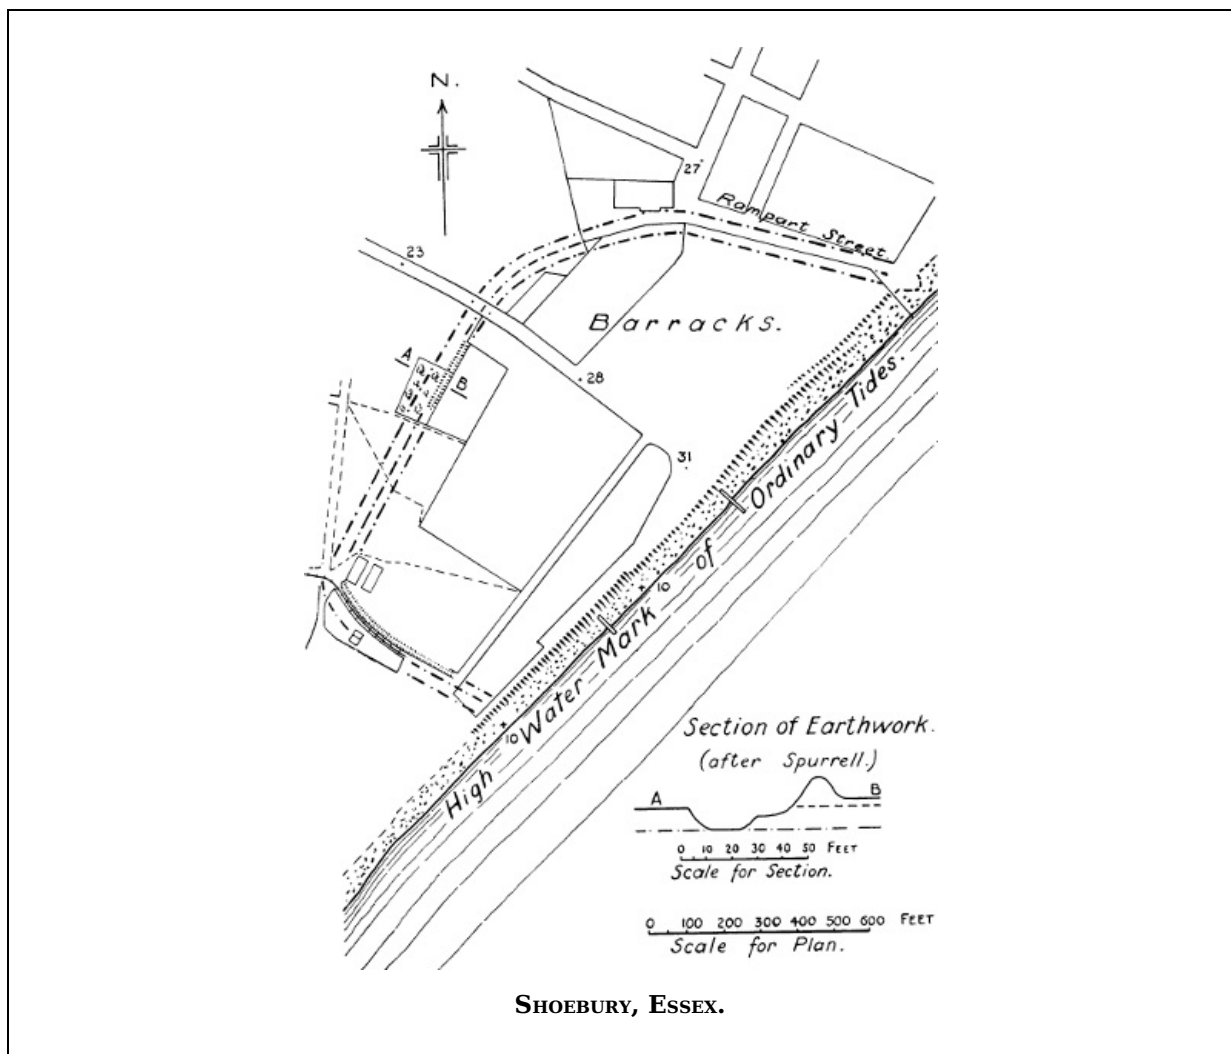 N.
27
Rampart Street.
23
Barracks.
A
B
28
31
10
10
High Water Mark of Ordinary Tides.
Section of Earthwork.
(after Spurrell.)
A B
0 10 20 30 40 50 FEET
Scale for Section.
0 100 200 300 400 500 600 FEET
Scale for Plan.
SHOEBURY, ESSEX.